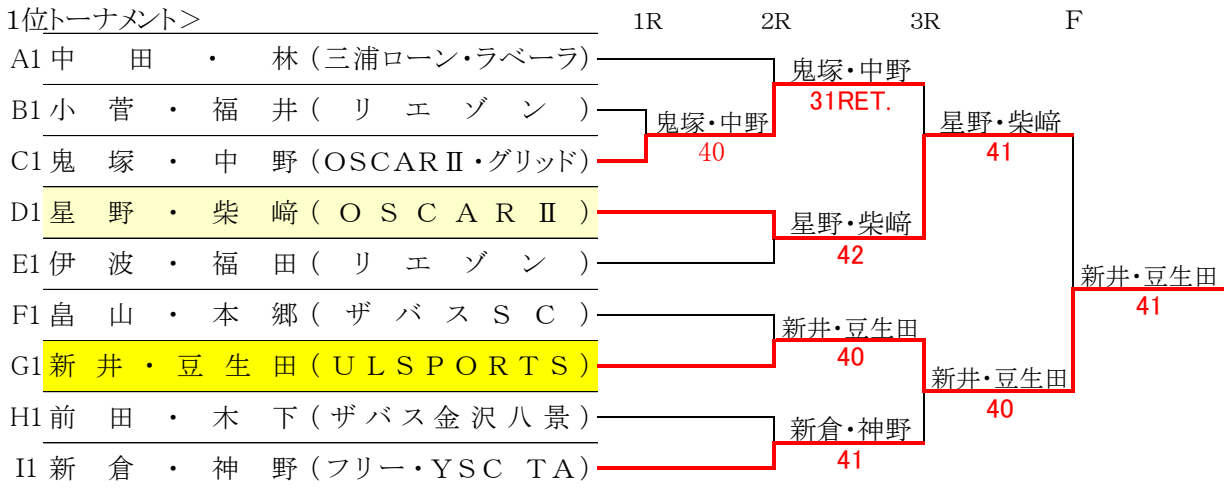 1位トーナメント＞ 1R 2R 3R F
A1 中田・林(三浦ローン・ラベーラ)
鬼塚・中野
31RET.
B1 小菅・福井(リエゾン)
鬼塚・中野
40
星野・柴﨑
41
C1 鬼塚・中野(OSCARⅡ・グリッド)
D1 星野・柴﨑(OSCARⅡ)
星野・柴﨑
42
E1 伊波・福田(リエゾン)
新井・豆生田
41
F1 畠山・本郷(ザバスSC)
新井・豆生田
40
G1 新井・豆生田(ULSPORTS)
新井・豆生田
40
H1 前田・木下(ザバス金沢八景)
新倉・神野
41
I1 新倉・神野(フリー・YSC TA)